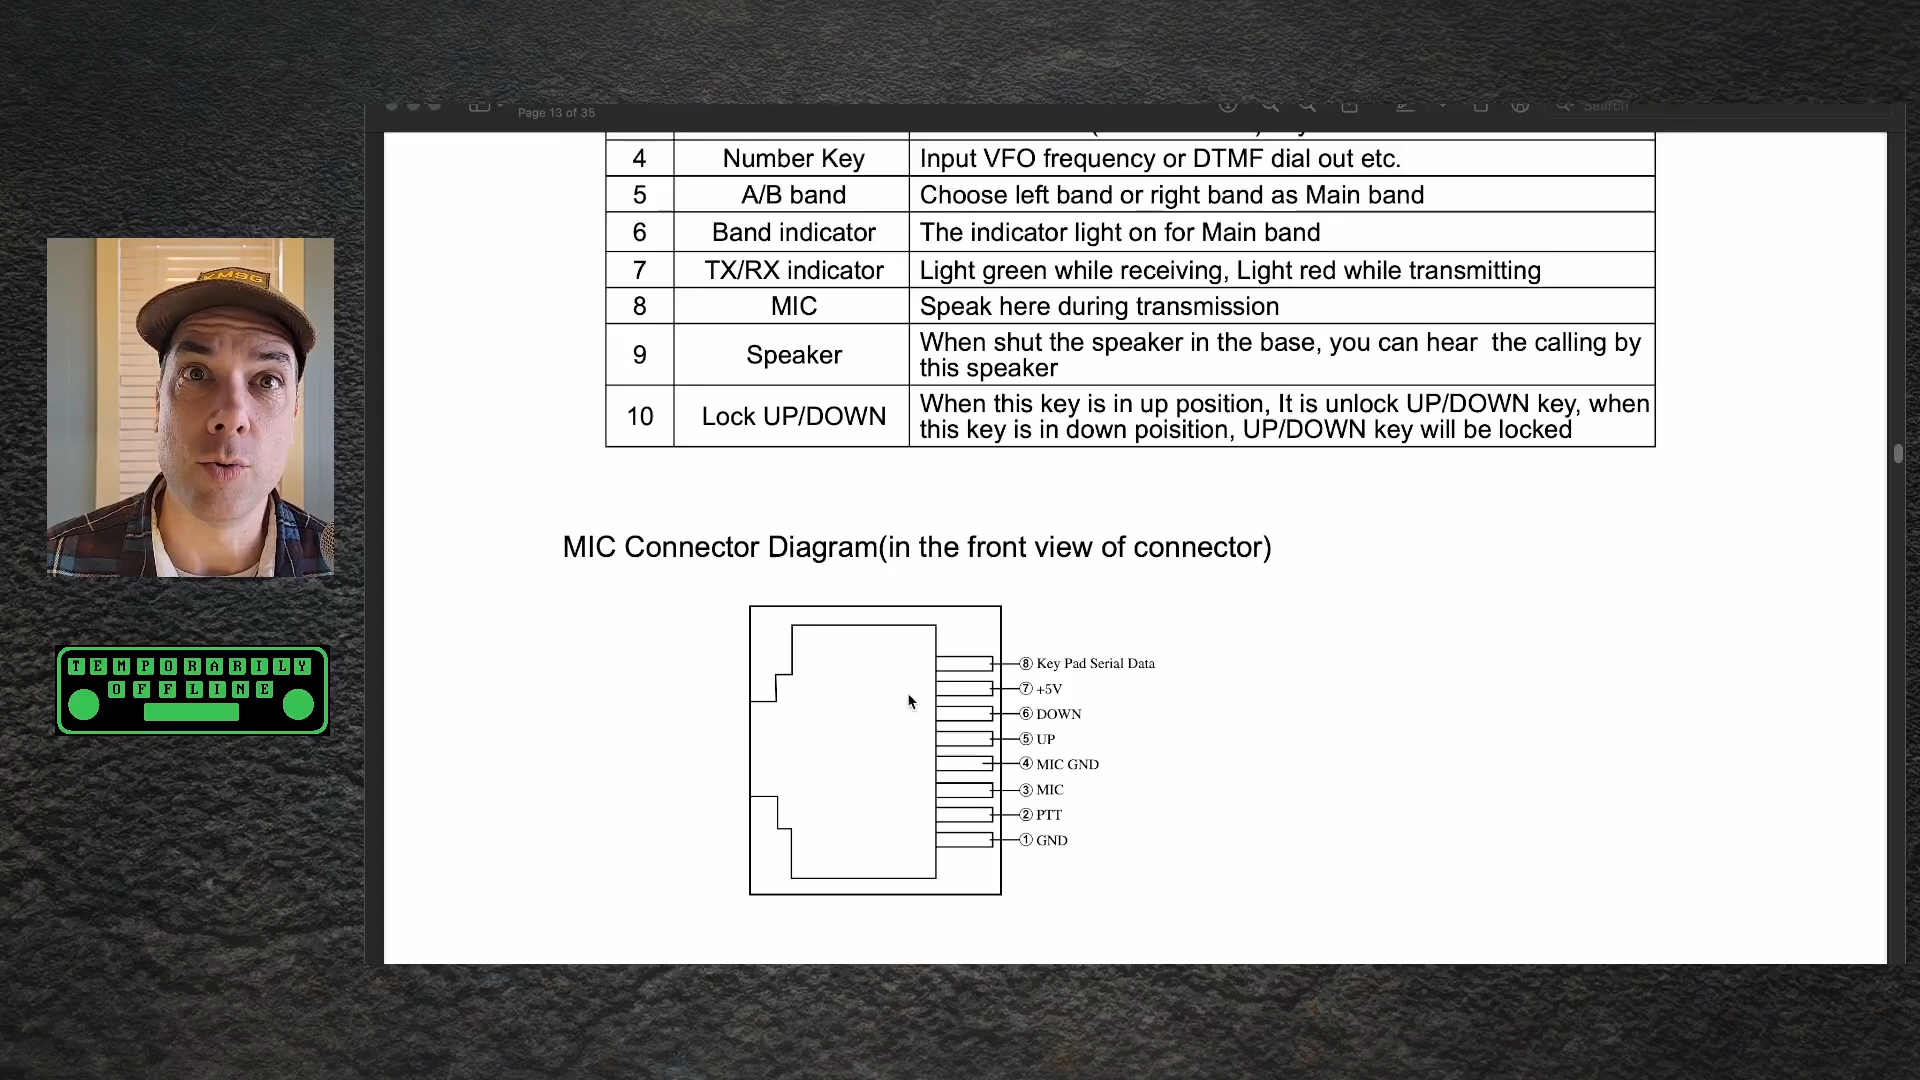 Page 13 of 35
Search
4 Number Key Input VFO frequency or DTMF dial out etc.
5 A/B band Choose left band or right band as Main band
6 Band indicator The indicator light on for Main band
7 TX/RX indicator Light green while receiving, Light red while transmitting
8 MIC Speak here during transmission
9 Speaker When shut the speaker in the base, you can hear the calling by
this speaker
10 Lock UP/DOWN When this key is in up position, It is unlock UP/DOWN key, when
this key is in down poisition, UP/DOWN key will be locked
KM9G
TEMPORARILY
OFFLINE
MIC Connector Diagram(in the front view of connector)
⑧ Key Pad Serial Data
⑦ +5V
⑥ DOWN
⑤ UP
④ MIC GND
③ MIC
② PTT
① GND